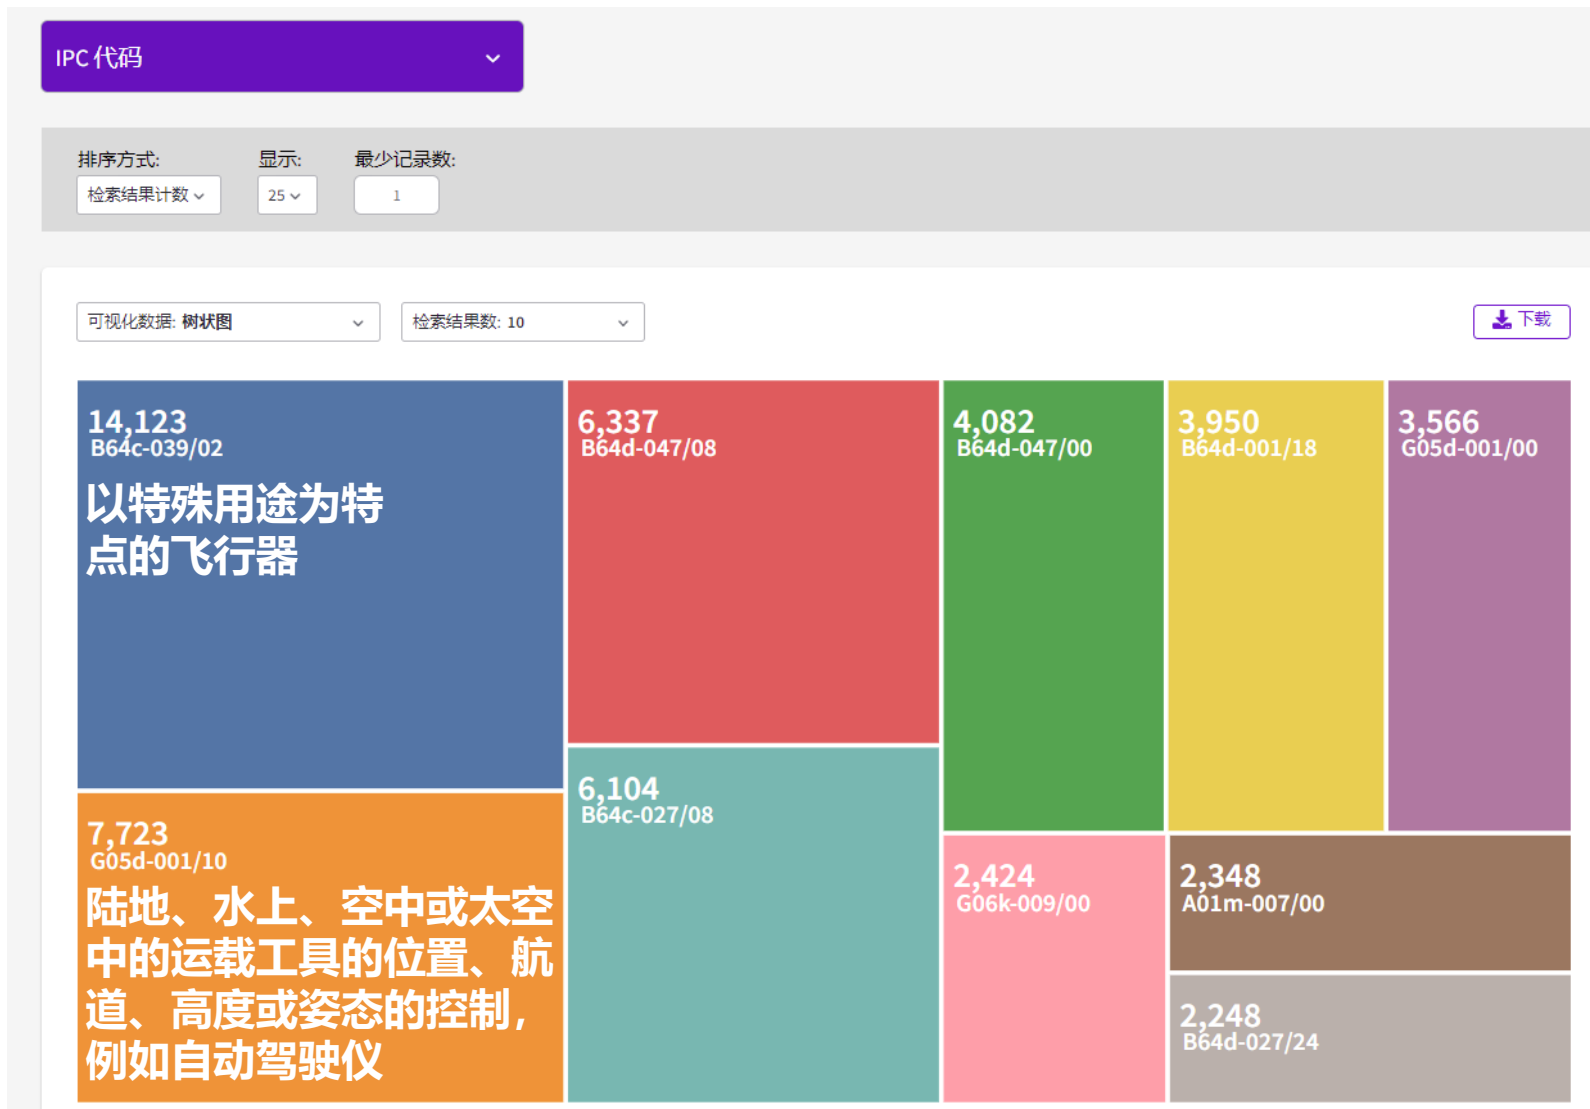 IPC 代码
排序方式:
显示:
最少记录数:
检索结果计数
25
1
可视化数据: 树状图
检索结果数: 10
下载
14,123
B64c-039/02
以特殊用途为特
点的飞行器
7,723
G05d-001/10
陆地、水上、空中或太空
中的运载工具的位置、航
道、高度或姿态的控制，
例如自动驾驶仪
6,337
B64d-047/08
6,104
B64c-027/08
4,082
B64d-047/00
3,950
B64d-001/18
3,566
G05d-001/00
2,424
G06k-009/00
2,348
A01m-007/00
2,248
B64d-027/24